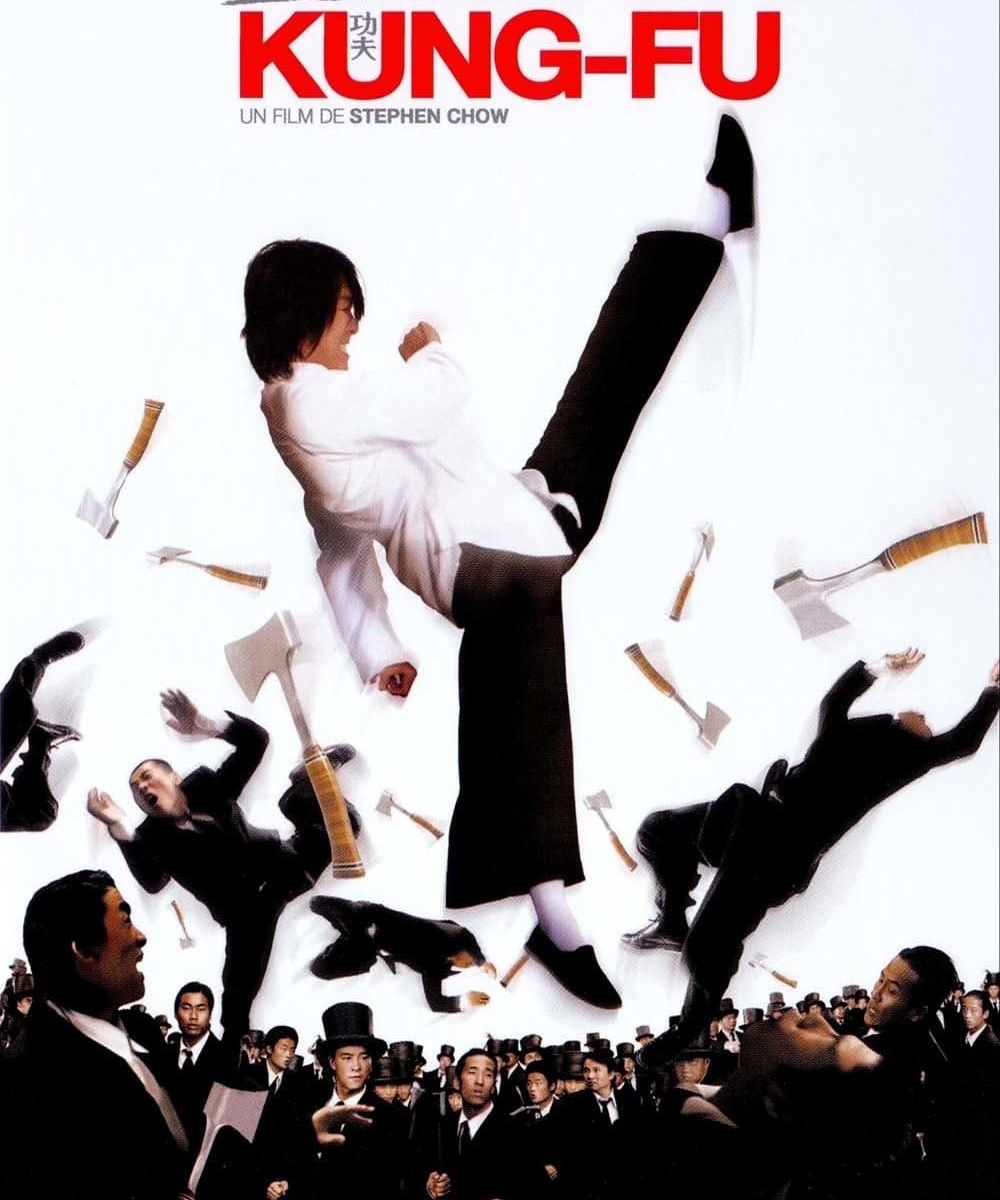 KUNG-FU
功夫
UN FILM DE STEPHEN CHOW